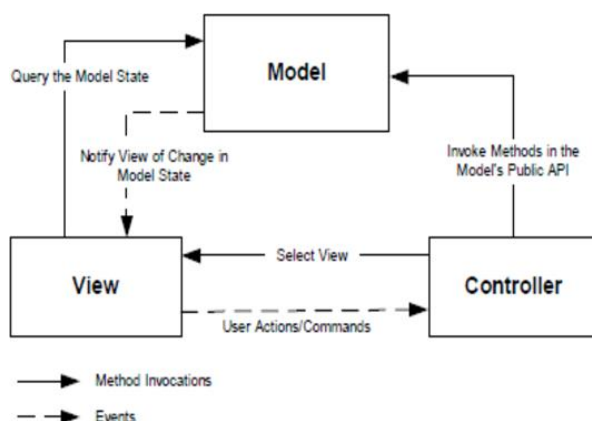 Model
Query the Model State
Notify View of Change in
Model State
Invoke Methods in the
Model's Public API
View
Select View
Controller
User Actions/Commands
Method Invocations
Events